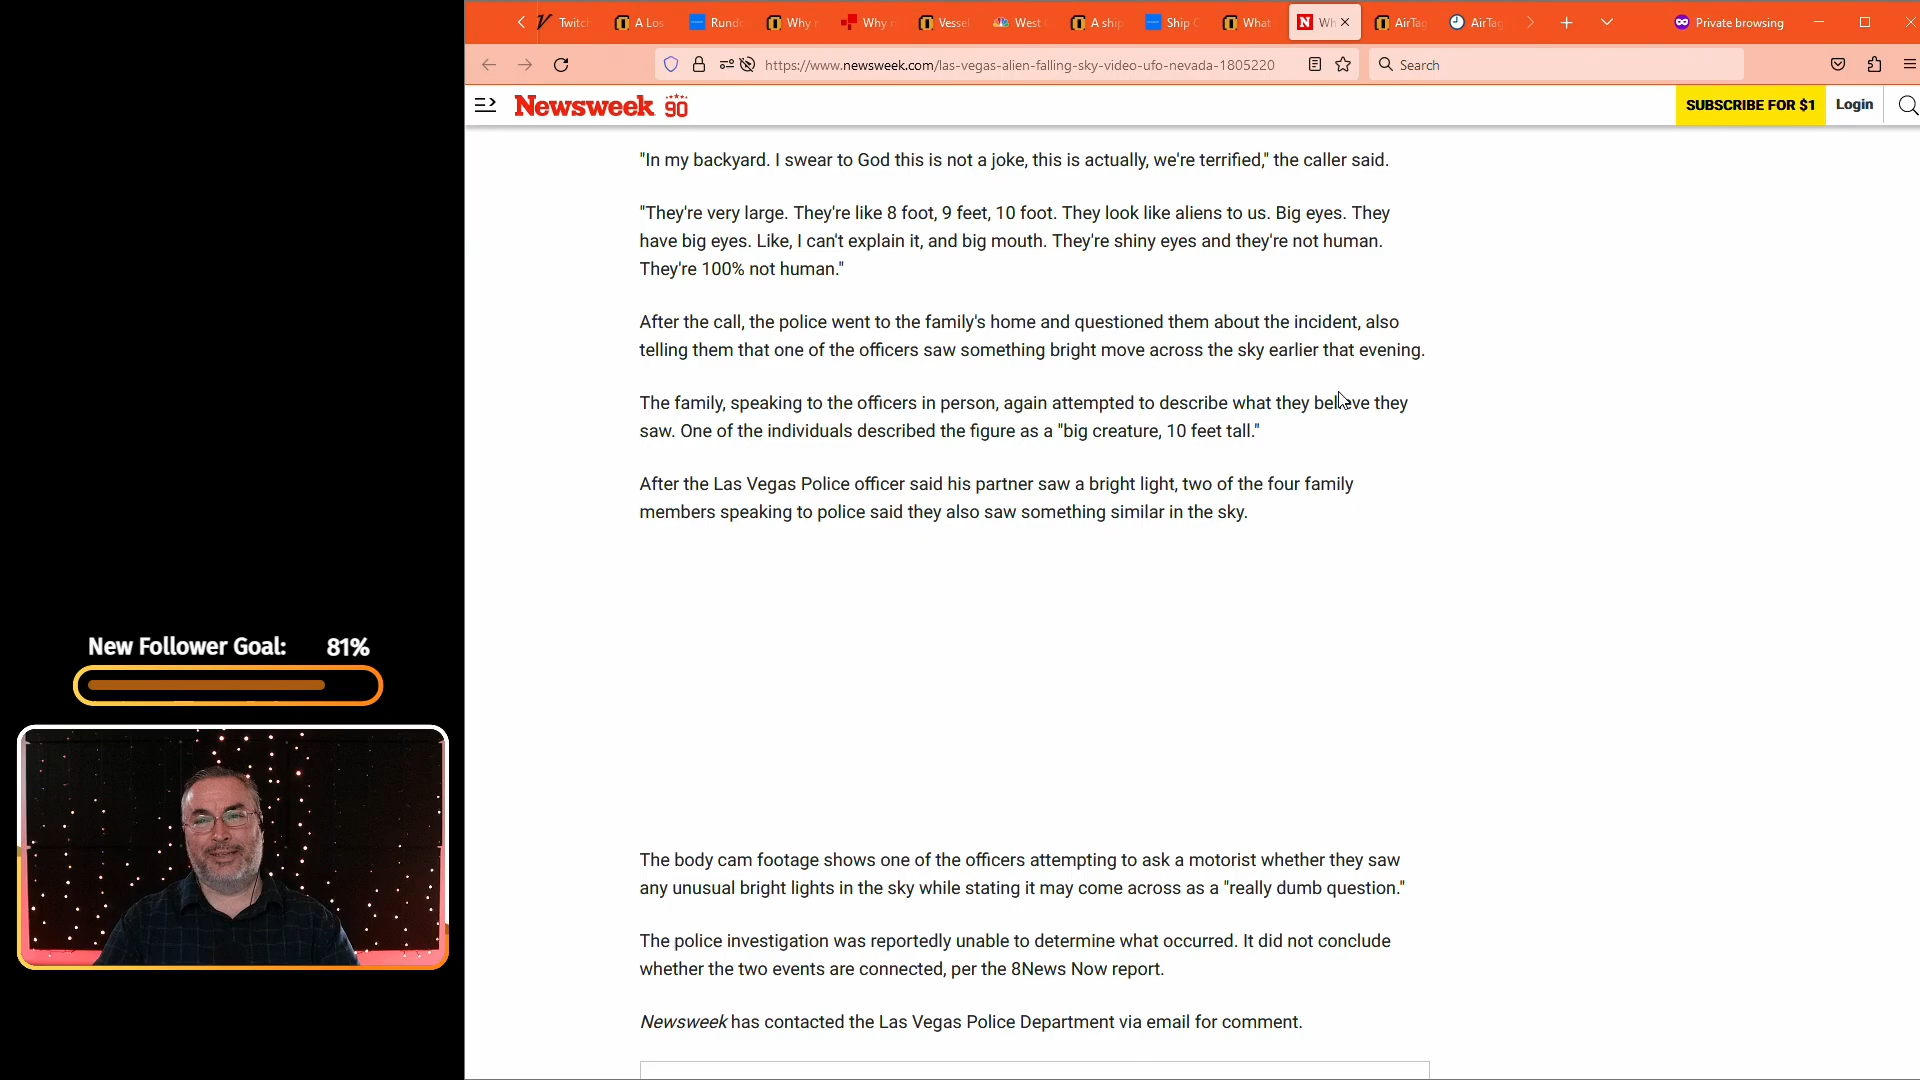 Twitch
A Los
Rund
Why
Why
Vessel
West
A ship
Ship
What
Wh
AirTag
AirTag
Private browsing
https://www.newsweek.com/las-vegas-alien-falling-sky-video-ufo-nevada-1805220
Search
Newsweek 90
SUBSCRIBE FOR $1
Login
"In my backyard. I swear to God this is not a joke, this is actually, we're terrified," the caller said.
"They're very large. They're like 8 foot, 9 feet, 10 foot. They look like aliens to us. Big eyes. They
have big eyes. Like, I can't explain it, and big mouth. They're shiny eyes and they're not human.
They're 100% not human."
After the call, the police went to the family's home and questioned them about the incident, also
telling them that one of the officers saw something bright move across the sky earlier that evening.
The family, speaking to the officers in person, again attempted to describe what they believe they
saw. One of the individuals described the figure as a "big creature, 10 feet tall."
After the Las Vegas Police officer said his partner saw a bright light, two of the four family
members speaking to police said they also saw something similar in the sky.
The body cam footage shows one of the officers attempting to ask a motorist whether they saw
any unusual bright lights in the sky while stating it may come across as a "really dumb question."
The police investigation was reportedly unable to determine what occurred. It did not conclude
whether the two events are connected, per the 8News Now report.
Newsweek has contacted the Las Vegas Police Department via email for comment.
New Follower Goal: 81%